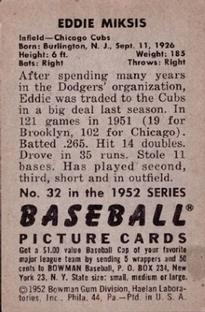 EDDIE MIKSIS
Infield—Chicago Cubs
Born: Burlington, N. J., Sept. 11, 1926
Height: 6 ft. Weight: 185
Bats: Right Throws: Right
After spending many years
in the Dodgers' organization,
Eddie was traded to the Cubs
in a big deal last season. In
121 games in 1951 (19 for
Brooklyn, 102 for Chicago).
Batted .265. Hit 14 doubles.
Drove in 35 runs. Stole 11
bases. Has played second,
third, short and in outfield.
No. 32 in the 1952 SERIES
BASEBALL®
PICTURE CARDS
Get a $1.00 value Baseball Cap of your favorite
major league team by sending 5 wrappers and 50
cents to BOWMAN Baseball, P. O. BOX 234, New
York 23, N. Y. State size: small, medium or large.
©1952 Bowman Gum Division, Haelan Labora-
tories, Inc., Phila. 44, Pa.—Ptd. in U. S. A.